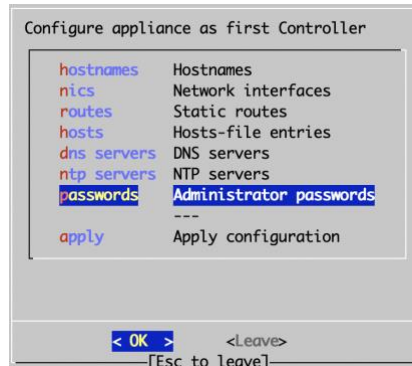 Configure appliance as first Controller
hostnames Hostnames
nics Network interfaces
routes Static routes
hosts Hosts-file entries
dns servers DNS servers
ntp servers NTP servers
passwords Administrator passwords
---
apply Apply configuration
< OK > <Leave>
[Esc to leave]